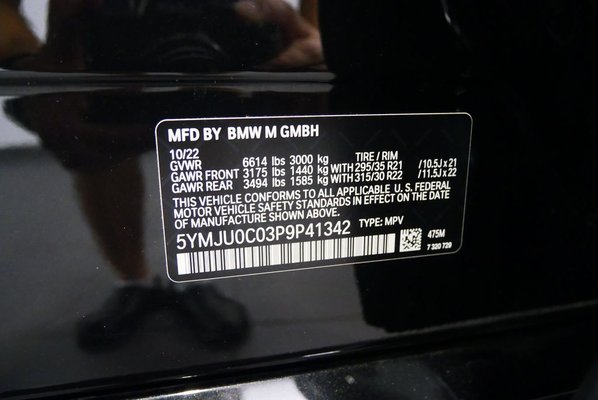 MFD BY BMW M GMBH
10/22
GVWR 6614 lbs 3000 kg TIRE / RIM
GAWR FRONT 3175 lbs 1440 kg WITH 295/35 R21 /10.5J x 21
GAWR REAR 3494 lbs 1585 kg WITH 315/30 R22 /11.5J x 22
THIS VEHICLE CONFORMS TO ALL APPLICABLE U. S. FEDERAL
MOTOR VEHICLE SAFETY STANDARDS IN EFFECT ON THE DATE
OF MANUFACTURE SHOWN ABOVE.
5YMJU0C03P9P41342 TYPE: MPV
475M
7 320 729